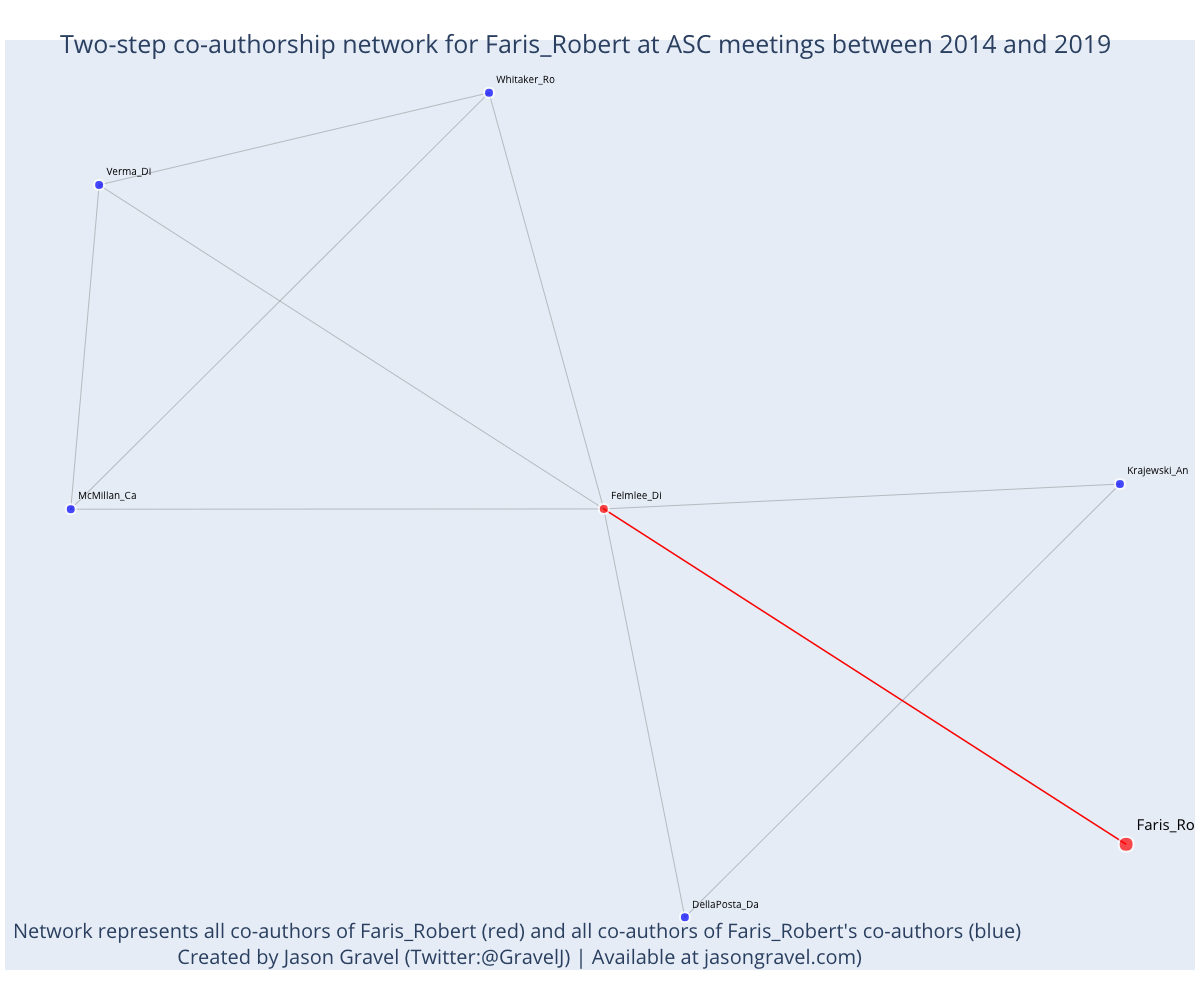 Two-step co-authorship network for Faris_Robert at ASC meetings between 2014 and 2019
Whitaker_Ro
Verma_Di
Krajewski_An
McMillan_Ca
Felmlee_Di
Faris_Ro
DellaPosta_Da
Network represents all co-authors of Faris_Robert (red) and all co-authors of Faris_Robert's co-authors (blue)
Created by Jason Gravel (Twitter:@GravelJ) | Available at jasongravel.com)